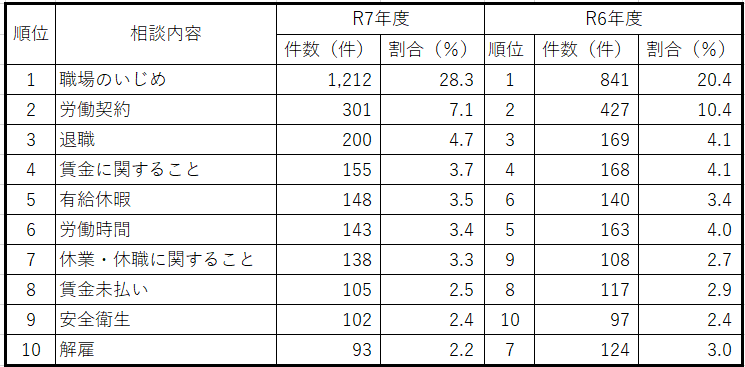 順位 相談内容 R7年度 R6年度
件数（件） 割合（%） 順位 件数（件） 割合（%）
1 職場のいじめ 1,212 28.3 1 841 20.4
2 労働契約 301 7.1 2 427 10.4
3 退職 200 4.7 3 169 4.1
4 賃金に関すること 155 3.7 4 168 4.1
5 有給休暇 148 3.5 6 140 3.4
6 労働時間 143 3.4 5 163 4.0
7 休業・休職に関すること 138 3.3 9 108 2.7
8 賃金未払い 105 2.5 8 117 2.9
9 安全衛生 102 2.4 10 97 2.4
10 解雇 93 2.2 7 124 3.0